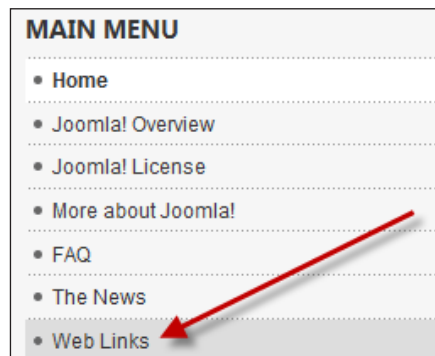 MAIN MENU
Home
Joomla! Overview
Joomla! License
More about Joomla!
FAQ
The News
Web Links